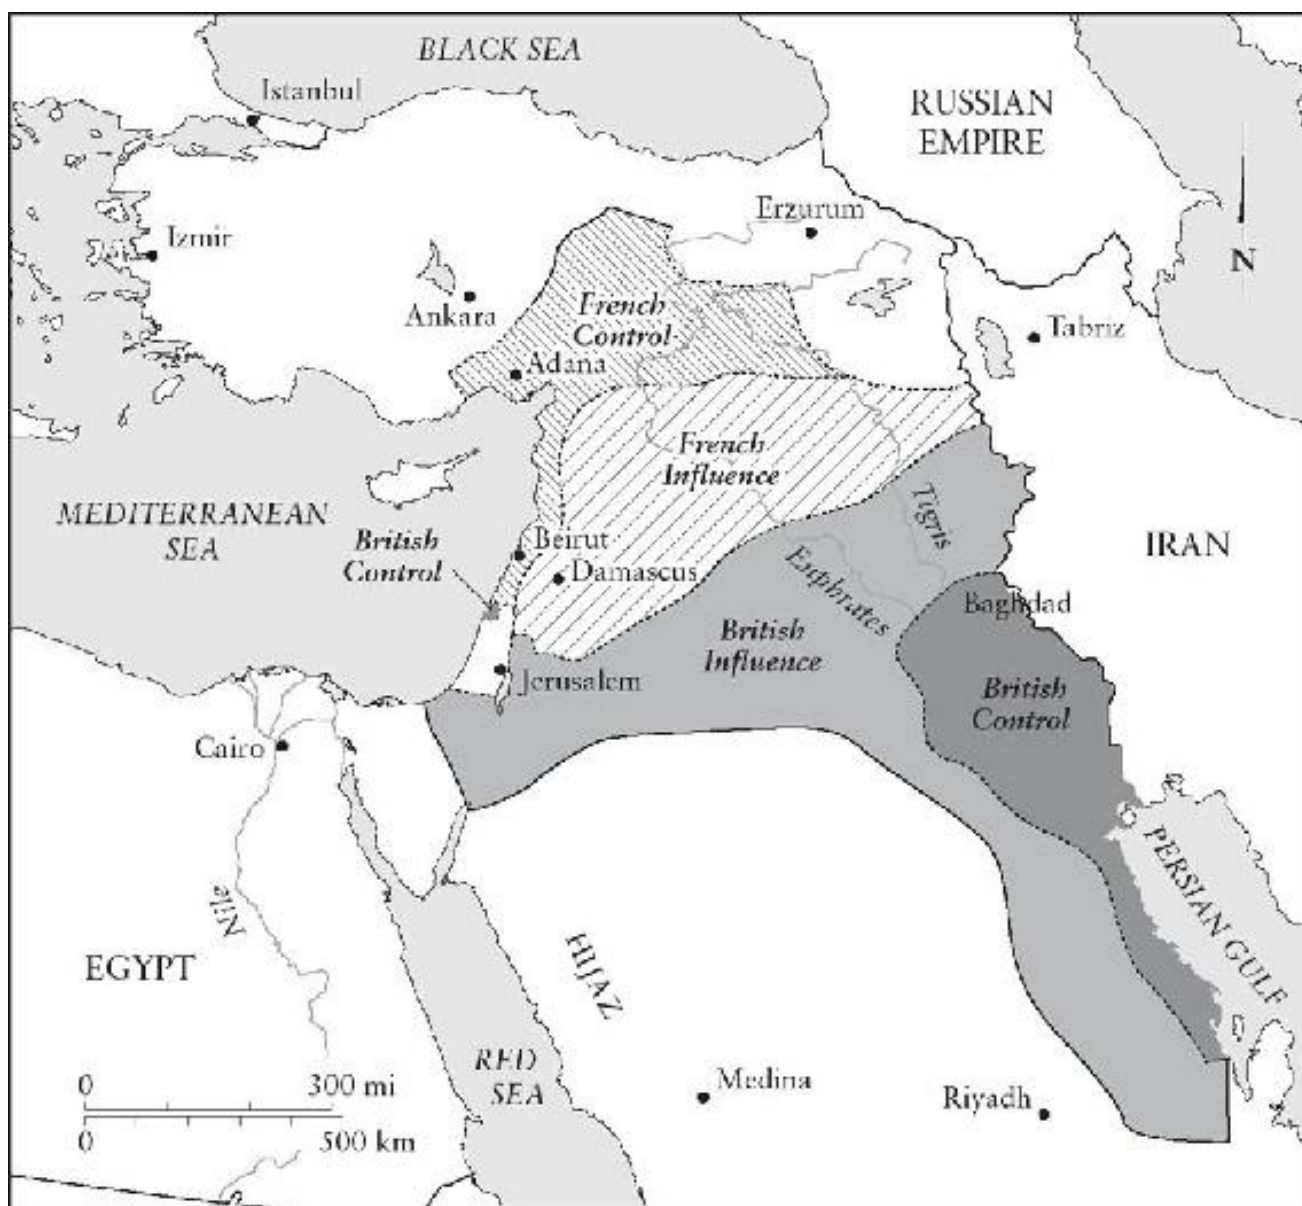 BLACK SEA
Istanbul
RUSSIAN
EMPIRE
Erzurum
Izmir
N
Ankara
French
Control
Tabriz
Adana
French
Influence
MEDITERRANEAN
SEA
British
Control
Beirut
Damascus
Tigris
IRAN
Euphrates
Baghdad
British
Influence
Jerusalem
British
Control
Cairo
PERSIAN GULF
Nile
HIJAZ
EGYPT
RED
SEA
0 300 mi
0 500 km
Medina
Riyadh